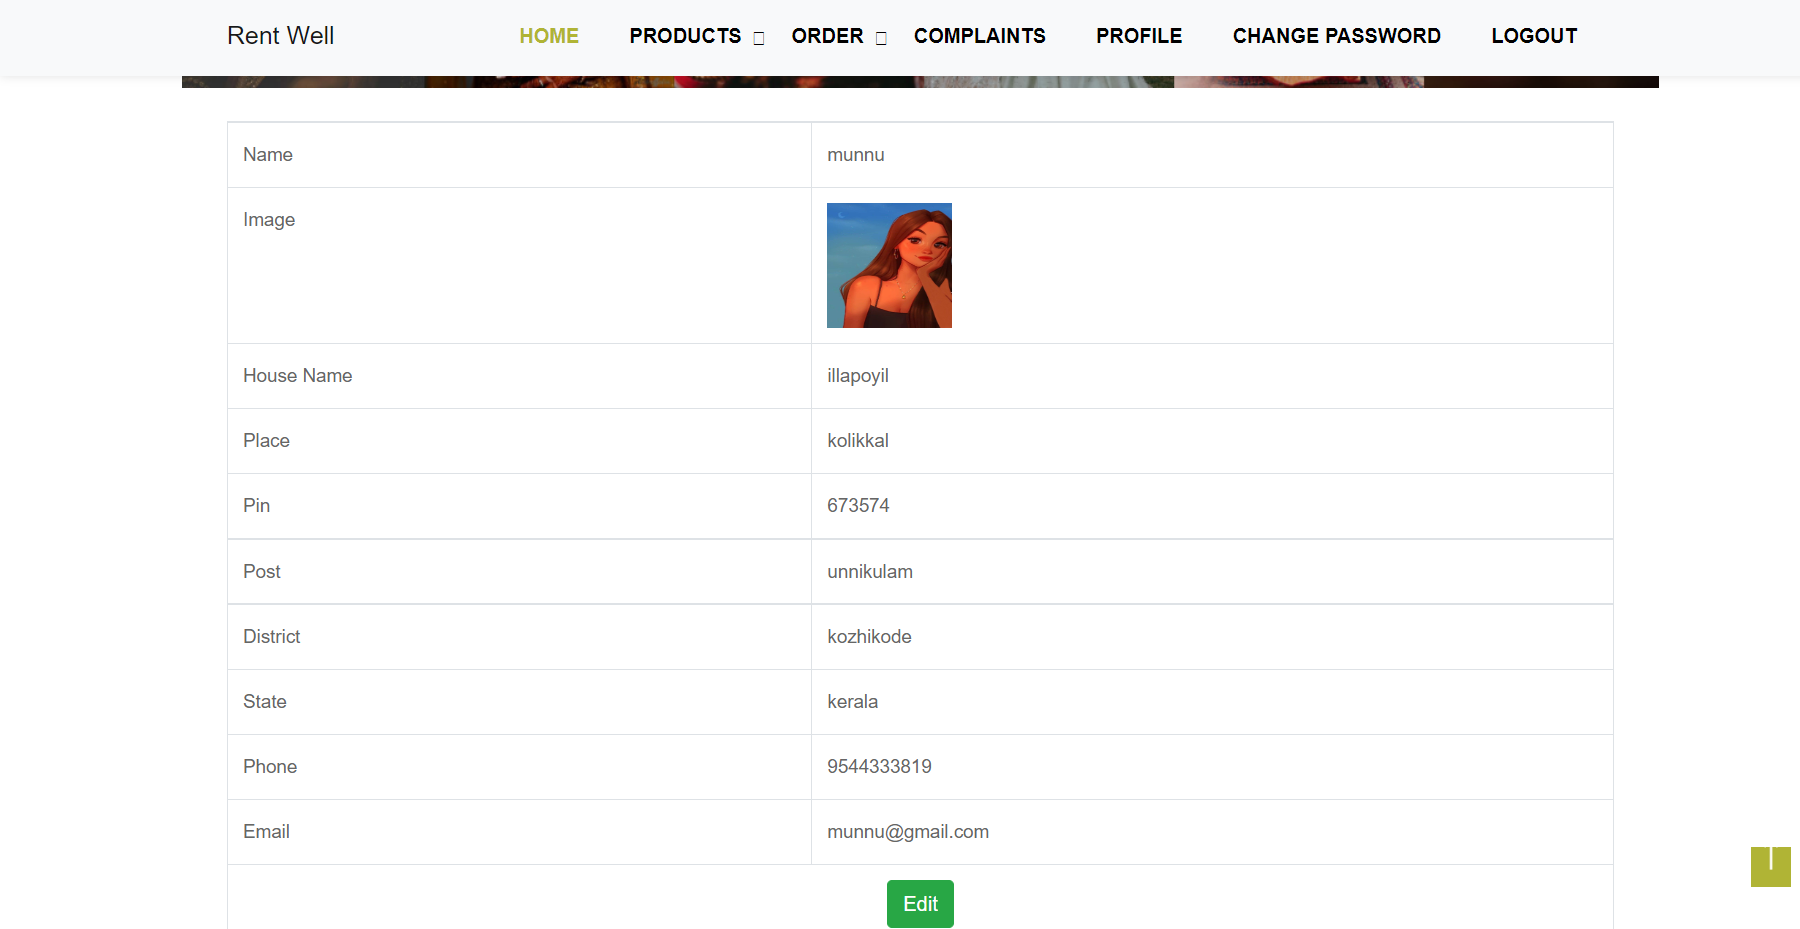 Rent Well HOME PRODUCTS ORDER COMPLAINTS PROFILE CHANGE PASSWORD LOGOUT
Name munnu
Image
House Name illapoyil
Place kolikkal
Pin 673574
Post unnikulam
District kozhikode
State kerala
Phone 9544333819
Email munnu@gmail.com
Edit